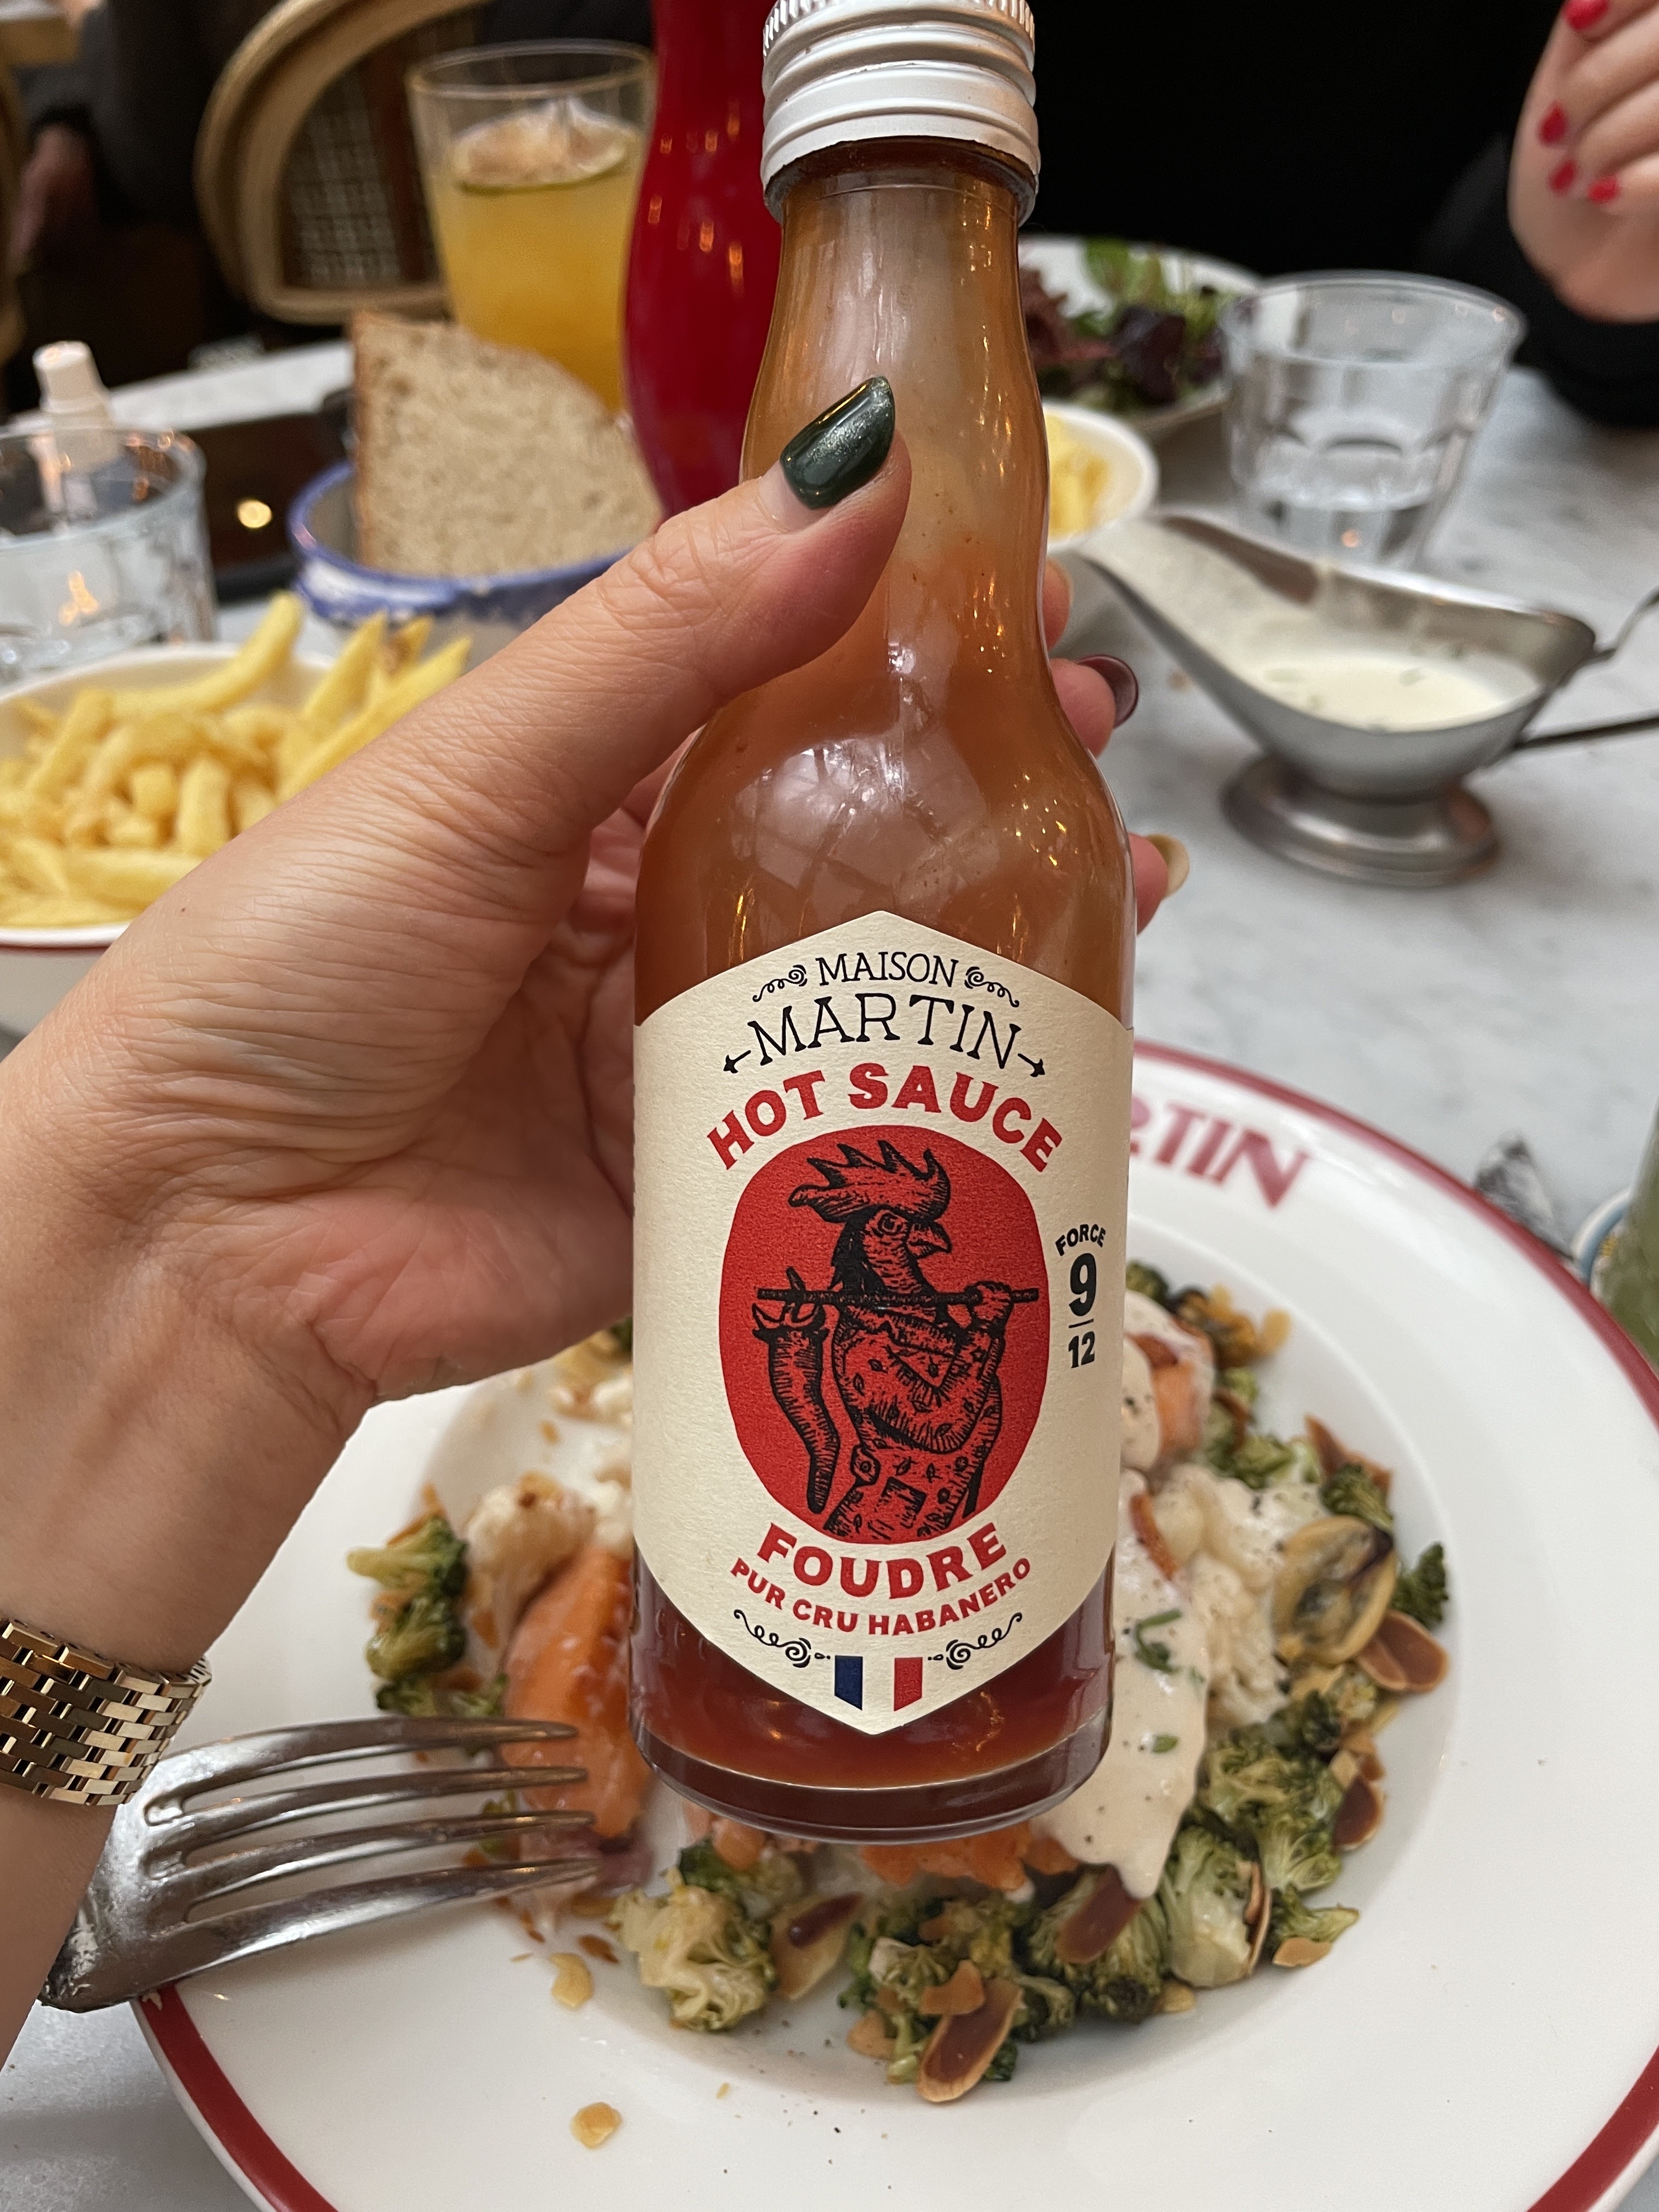 MAISON
MARTIN
HOT SAUCE
FORCE
9
12
FOUDRE
PUR CRU HABANERO
RTIN